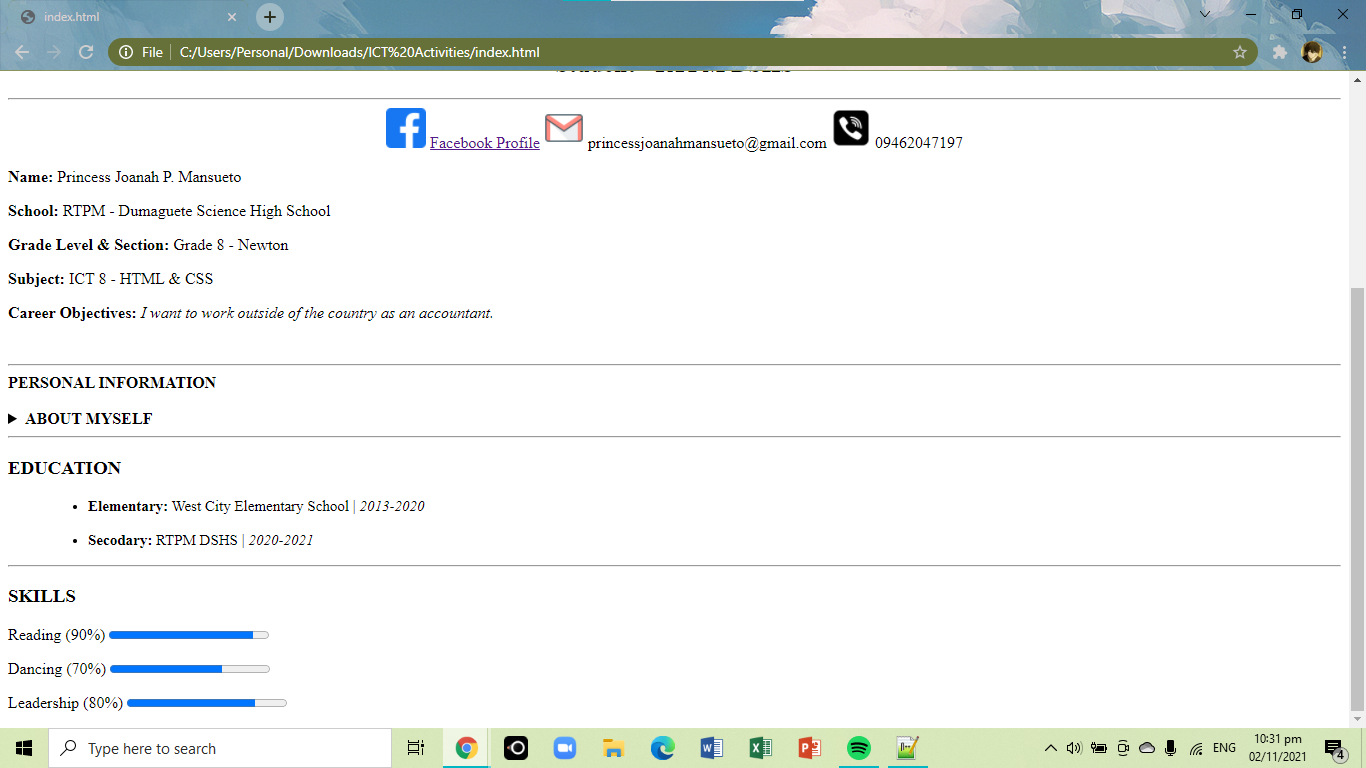 index.html
File C:/Users/Personal/Downloads/ICT%20Activities/index.html
Facebook Profile princessjoanahmansueto@gmail.com 09462047197
Name: Princess Joanah P. Mansueto
School: RTPM - Dumaguete Science High School
Grade Level & Section: Grade 8 - Newton
Subject: ICT 8 - HTML & CSS
Career Objectives: I want to work outside of the country as an accountant.
PERSONAL INFORMATION
ABOUT MYSELF
EDUCATION
Elementary: West City Elementary School | 2013-2020
Secodary: RTPM DSHS | 2020-2021
SKILLS
Reading (90%)
Dancing (70%)
Leadership (80%)
Type here to search
ENG
10:31 pm
02/11/2021
4